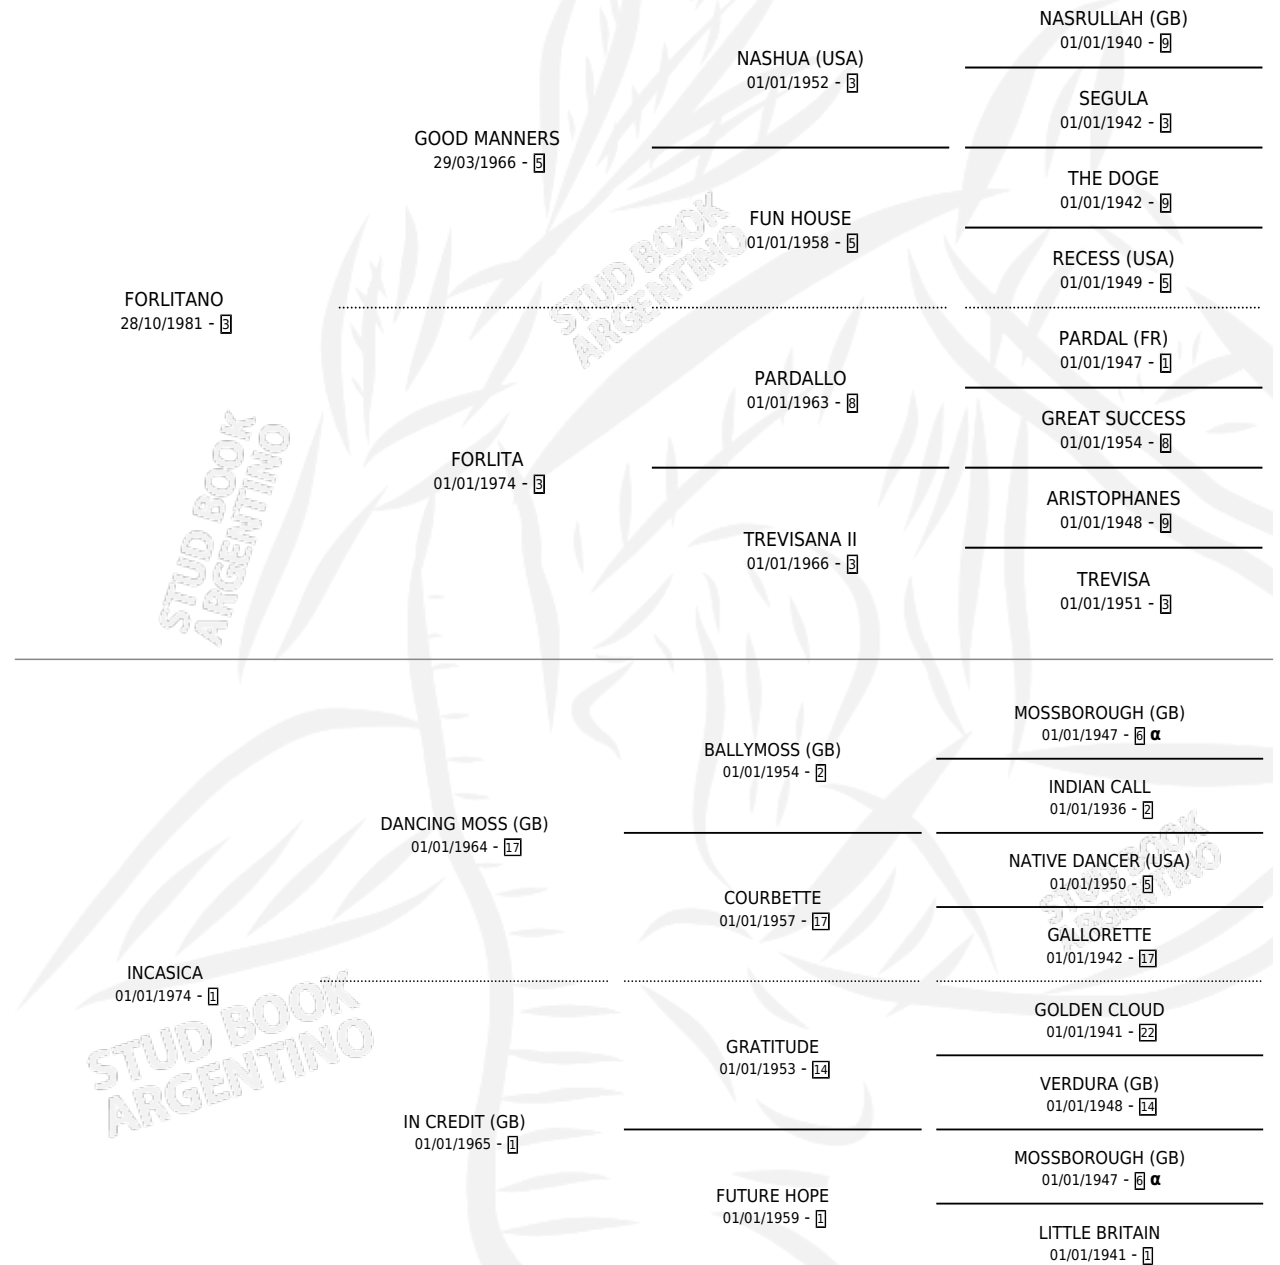 NASRULLAH (GB)
01/01/1940 - 9
NASHUA (USA)
01/01/1952 - 3
SEGULA
01/01/1942 - 3
GOOD MANNERS
29/03/1966 - 5
THE DOGE
01/01/1942 - 9
FUN HOUSE
01/01/1958 - 5
RECESS (USA)
01/01/1949 - 5
FORLITANO
28/10/1981 - 3
PARDAL (FR)
01/01/1947 - 1
PARDALLO
01/01/1963 - 8
GREAT SUCCESS
01/01/1954 - 8
FORLITA
01/01/1974 - 3
ARISTOPHANES
01/01/1948 - 9
TREVISANA II
01/01/1966 - 3
TREVISA
01/01/1951 - 3
MOSSBOROUGH (GB)
01/01/1947 - 6 α
BALLYMOSS (GB)
01/01/1954 - 2
INDIAN CALL
01/01/1936 - 2
DANCING MOSS (GB)
01/01/1964 - 17
NATIVE DANCER (USA)
01/01/1950 - 5
COURBETTE
01/01/1957 - 17
GALLORETTE
01/01/1942 - 17
INCASICA
01/01/1974 - 1
GOLDEN CLOUD
01/01/1941 - 22
GRATITUDE
01/01/1953 - 14
VERDURA (GB)
01/01/1948 - 14
IN CREDIT (GB)
01/01/1965 - 1
MOSSBOROUGH (GB)
01/01/1947 - 6 α
FUTURE HOPE
01/01/1959 - 1
LITTLE BRITAIN
01/01/1941 - 1
STUD BOOK
ARGENTINO
STUD BOOK
ARGENTINO
STUD BOOK
ARGENTINO
STUD BOOK
ARGENTINO